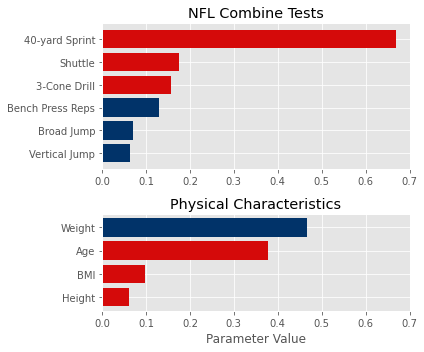 NFL Combine Tests
40-yard Sprint
Shuttle
3-Cone Drill
Bench Press Reps
Broad Jump
Vertical Jump
0.0 0.1 0.2 0.3 0.4 0.5 0.6 0.7
Physical Characteristics
Weight
Age
BMI
Height
0.0 0.1 0.2 0.3 0.4 0.5 0.6 0.7
Parameter Value